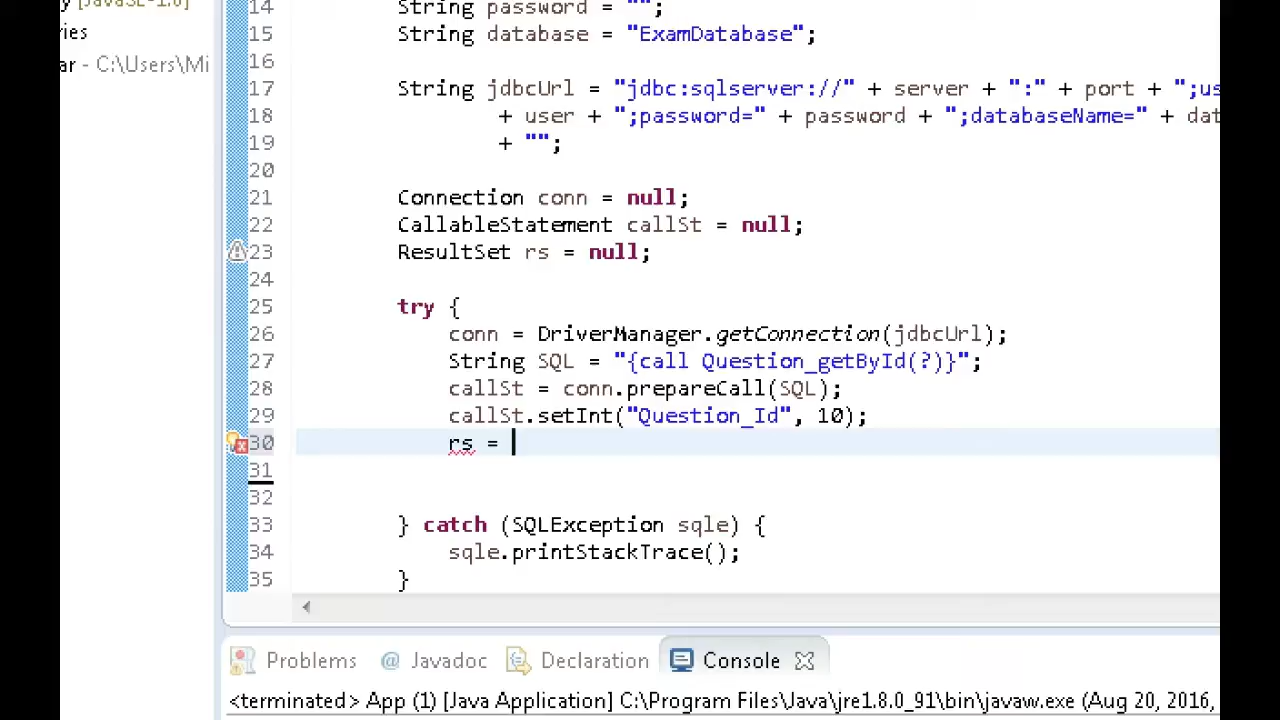 [JavaSE-1.8]
ries
ar - C:\Users\Mi
14 String password = "";
15 String database = "ExamDatabase";
16
17 String jdbcUrl = "jdbc:sqlserver://" + server + ":" + port + ";us
18 + user + ";password=" + password + ";databaseName=" + dat
19 + "";
20
21 Connection conn = null;
22 CallableStatement callSt = null;
23 ResultSet rs = null;
24
25 try {
26 conn = DriverManager.getConnection(jdbcUrl);
27 String SQL = "{call Question_getById(?)}";
28 callSt = conn.prepareCall(SQL);
29 callSt.setInt("Question_Id", 10);
30 rs =
31
32
33 } catch (SQLException sqle) {
34 sqle.printStackTrace();
35 }
Problems @ Javadoc Declaration Console
<terminated> App (1) [Java Application] C:\Program Files\Java\jre1.8.0_91\bin\javaw.exe (Aug 20, 2016,